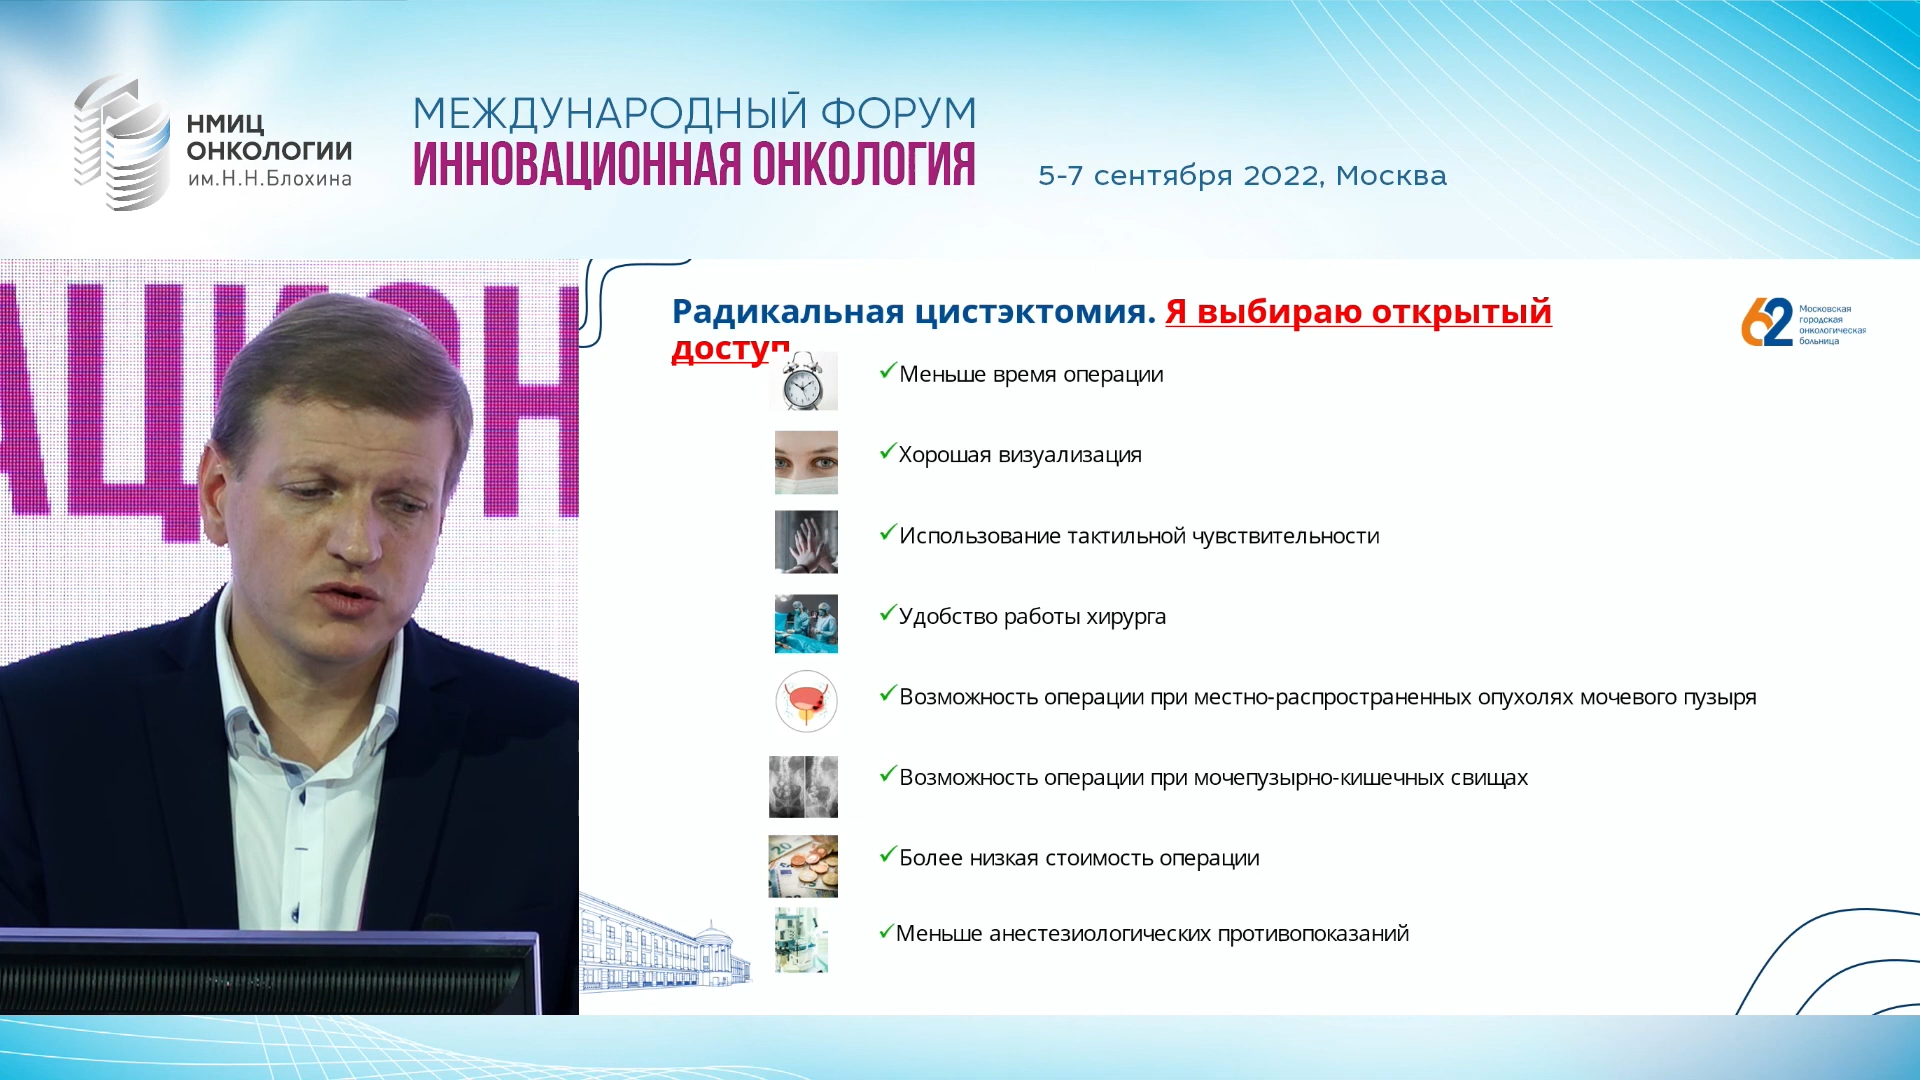 НМИЦ
ОНКОЛОГИИ
им.Н.Н.Блохина
МЕЖДУНАРОДНЫЙ ФОРУМ
ИННОВАЦИОННАЯ ОНКОЛОГИЯ
5-7 сентября 2022, Москва
АЦИОН
Радикальная цистэктомия. Я выбираю открытый
доступ
62
Московская
городская
онкологическая
больница
✓Меньше время операции
✓Хорошая визуализация
✓Использование тактильной чувствительности
✓Удобство работы хирурга
✓Возможность операции при местно-распространенных опухолях мочевого пузыря
✓Возможность операции при мочепузырно-кишечных свищах
✓Более низкая стоимость операции
✓Меньше анестезиологических противопоказаний